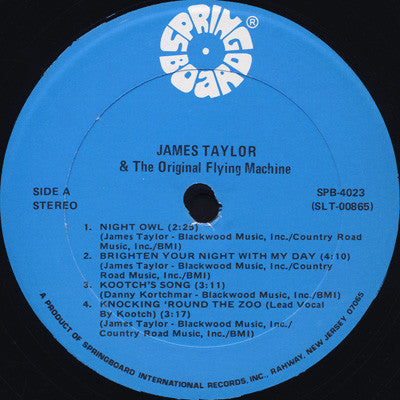 SPRING
BOARD®
JAMES TAYLOR
& The Original Flying Machine
SIDE A
STEREO
SPB-4023
(SLT-00865)
1. NIGHT OWL (2:25)
(James Taylor - Blackwood Music, Inc./Country Road
Music, Inc./BMI)
2. BRIGHTEN YOUR NIGHT WITH MY DAY (4:10)
(James Taylor - Blackwood Music, Inc./Country
Road Music, Inc./BMI)
3. KOOTCH'S SONG (3:11)
(Danny Kortchmar - Blackwood Music, Inc./BMI)
4. KNOCKING 'ROUND THE ZOO (Lead Vocal
By Kootch) (3:17)
(James Taylor - Blackwood Music, Inc./
Country Road Music, Inc./BMI)
A PRODUCT OF SPRINGBOARD INTERNATIONAL RECORDS, INC., RAHWAY, NEW JERSEY 07065